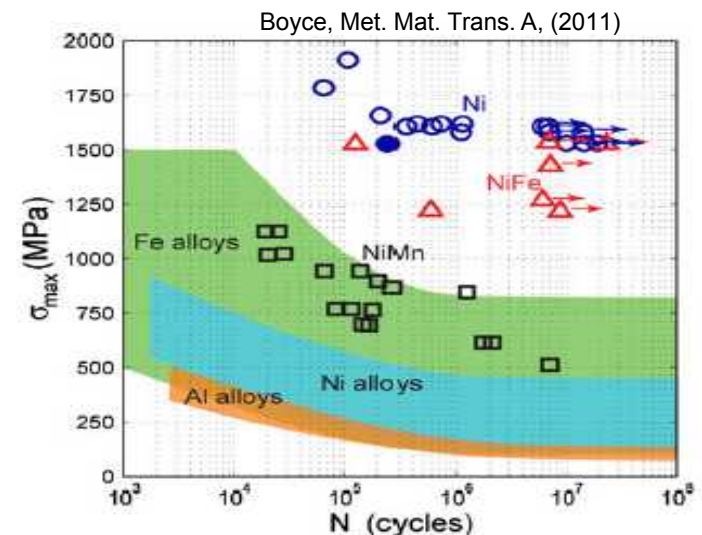 Boyce, Met. Mat. Trans. A, (2011)
2000
1750
1500
1250
1000
750
500
250
0
σmax (MPa)
Ni
NiFe
Fe alloys
NiMn
Ni alloys
Al alloys
10³ 10⁴ 10⁵ 10⁶ 10⁷ 10⁸
N (cycles)